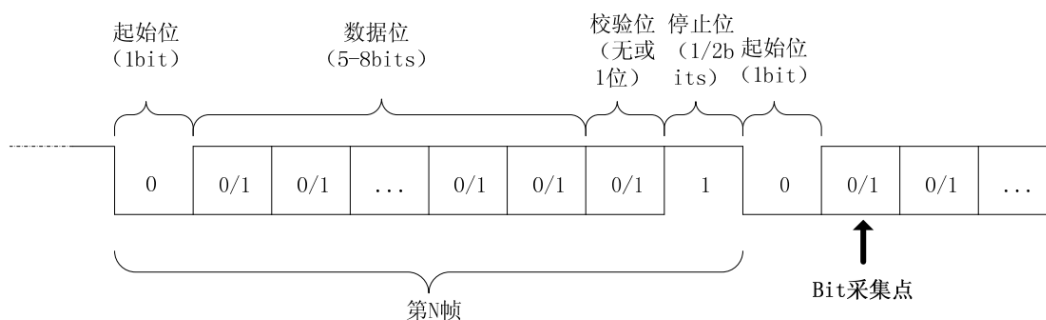 起始位
(1bit)
数据位
(5-8bits)
校验位
(无或
1位)
停止位
(1/2b
its)
起始位
(1bit)
0
0/1
0/1
...
0/1
0/1
0/1
1
0
0/1
0/1
...
第N帧
Bit采集点